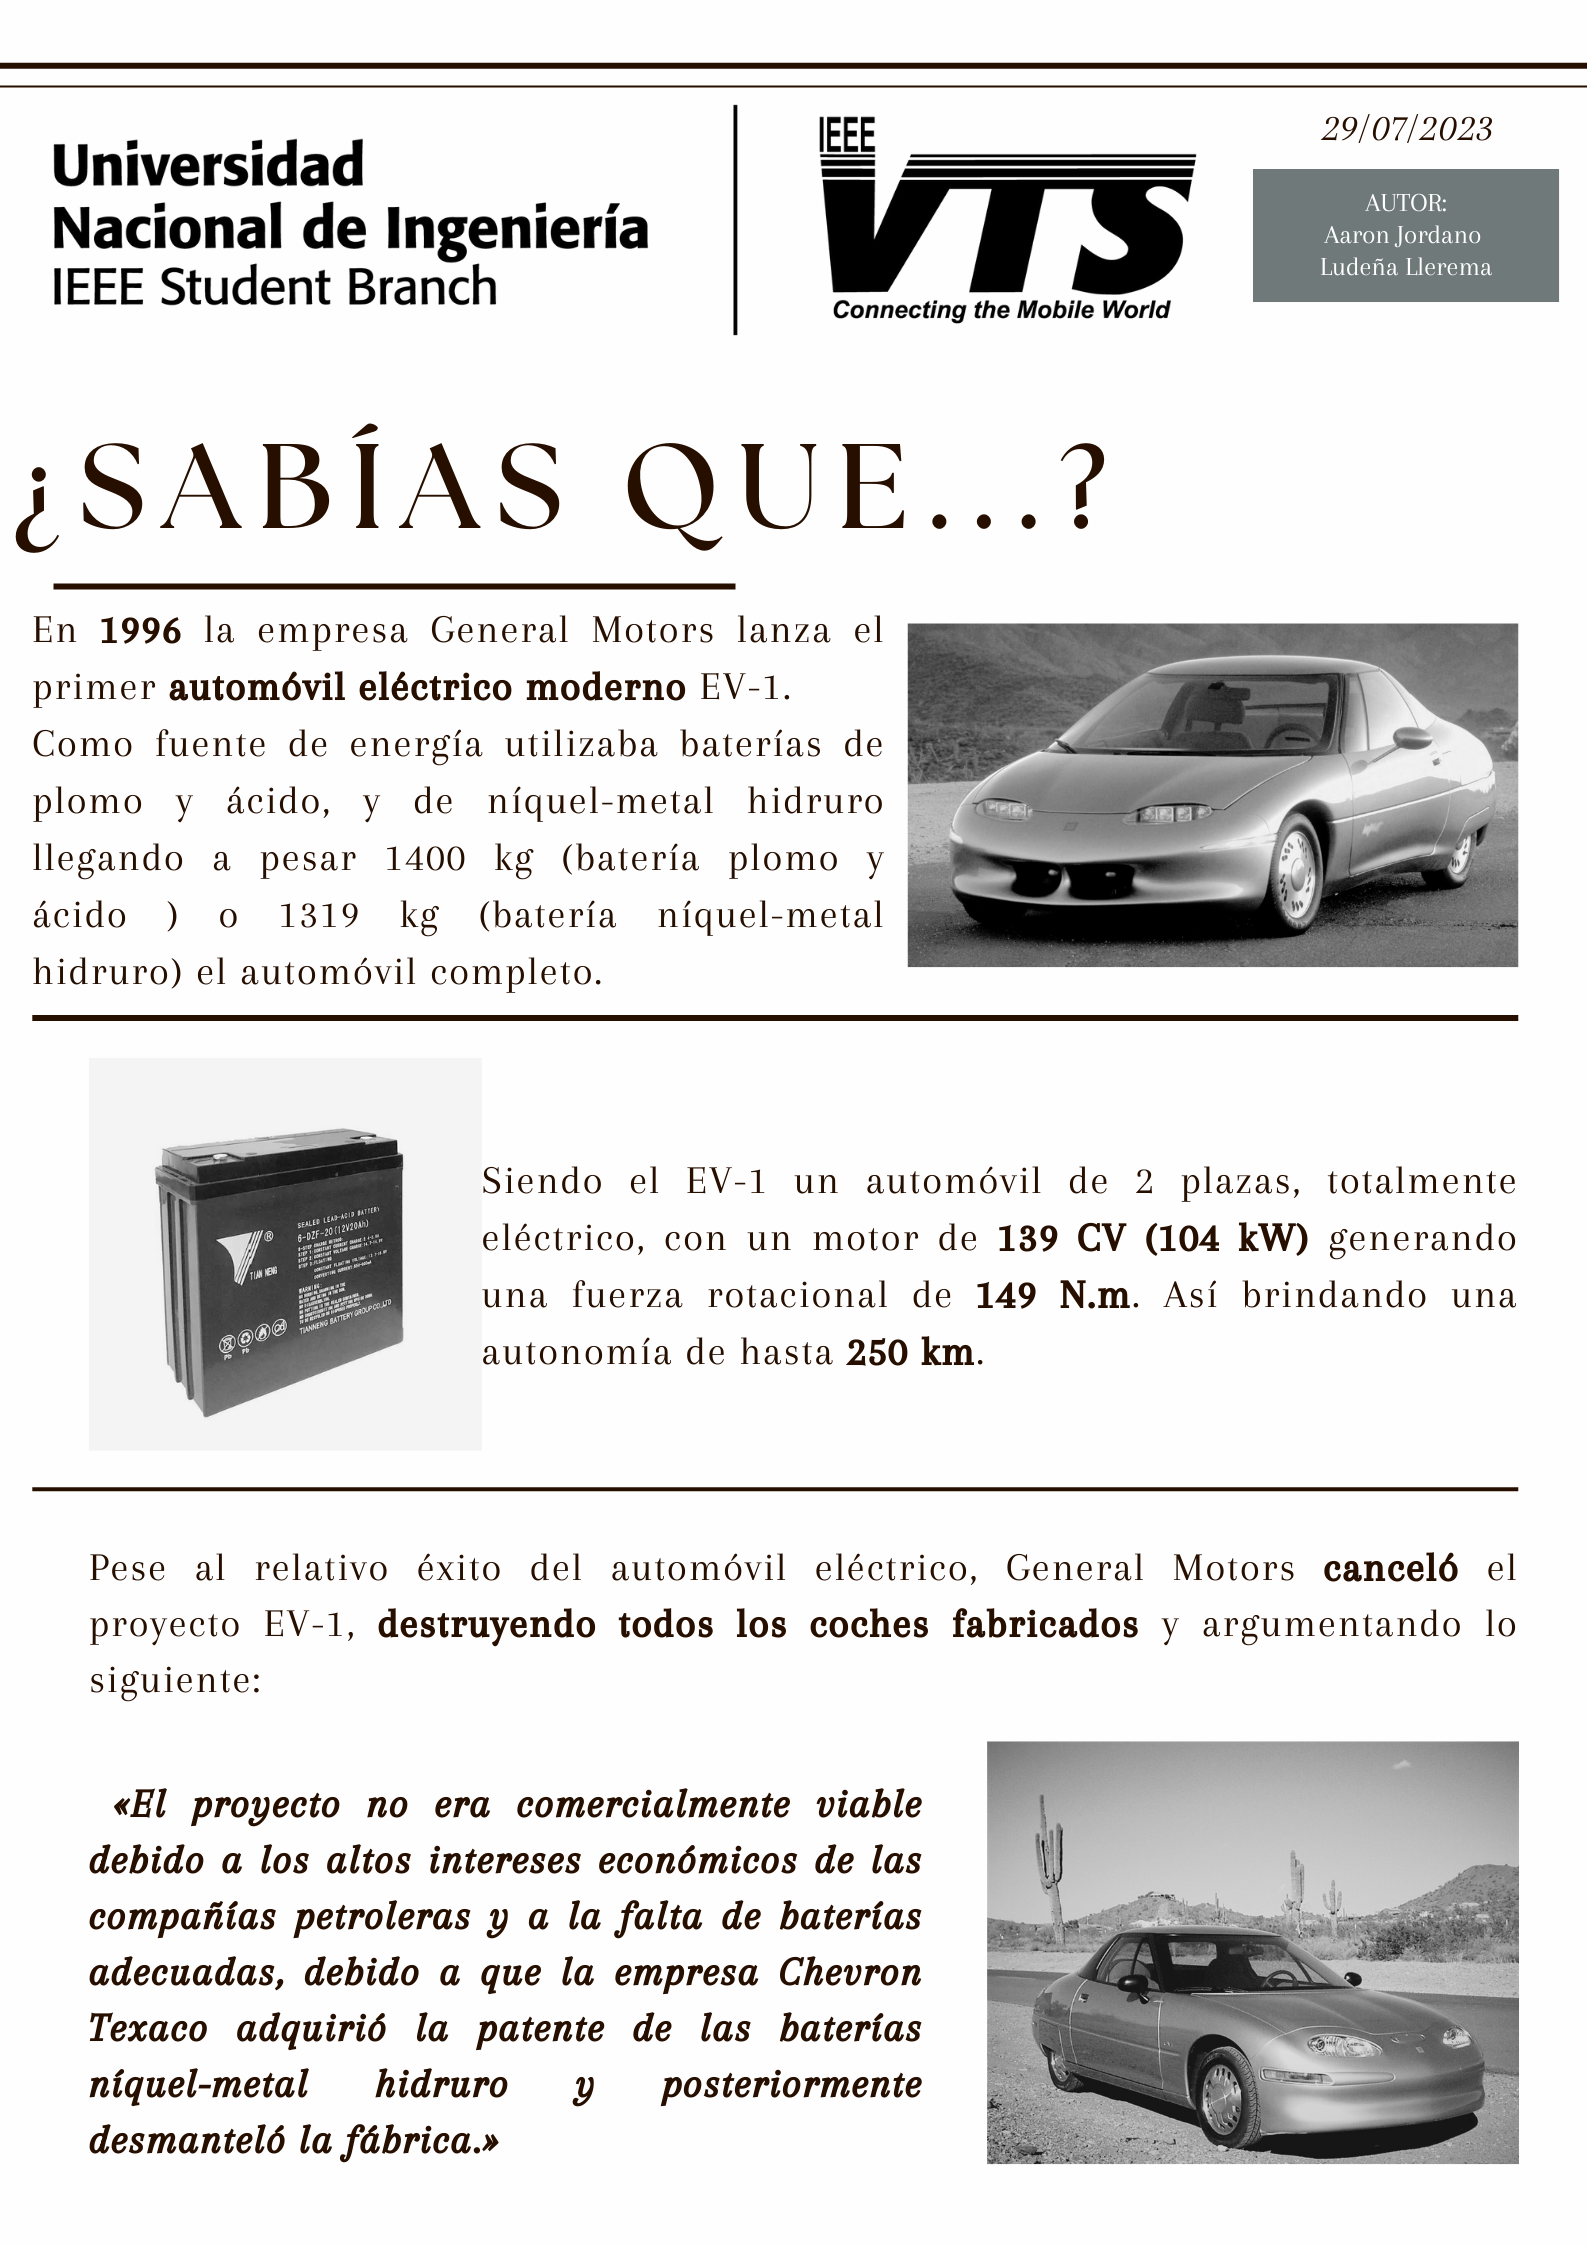 Universidad
Nacional de Ingeniería
IEEE Student Branch
IEEE
VTS
Connecting the Mobile World
29/07/2023
AUTOR:
Aaron Jordano
Ludeña Llerema
¿SABÍAS QUE...?
En 1996 la empresa General Motors lanza el
primer automóvil eléctrico moderno EV-1.
Como fuente de energía utilizaba baterías de
plomo y ácido, y de níquel-metal hidruro
llegando a pesar 1400 kg (batería plomo y
ácido ) o 1319 kg (batería níquel-metal
hidruro) el automóvil completo.
SEALED LEAD-ACID BATTERY
6-DZF-20(12V20Ah)
TIAN NENG
®
WARNING:
TIANNENG BATTERY GROUP CO.,LTD
Pb
Pb
Siendo el EV-1 un automóvil de 2 plazas, totalmente
eléctrico, con un motor de 139 CV (104 kW) generando
una fuerza rotacional de 149 N.m. Así brindando una
autonomía de hasta 250 km.
Pese al relativo éxito del automóvil eléctrico, General Motors canceló el
proyecto EV-1, destruyendo todos los coches fabricados y argumentando lo
siguiente:
«El proyecto no era comercialmente viable
debido a los altos intereses económicos de las
compañías petroleras y a la falta de baterías
adecuadas, debido a que la empresa Chevron
Texaco adquirió la patente de las baterías
níquel-metal hidruro y posteriormente
desmanteló la fábrica.»